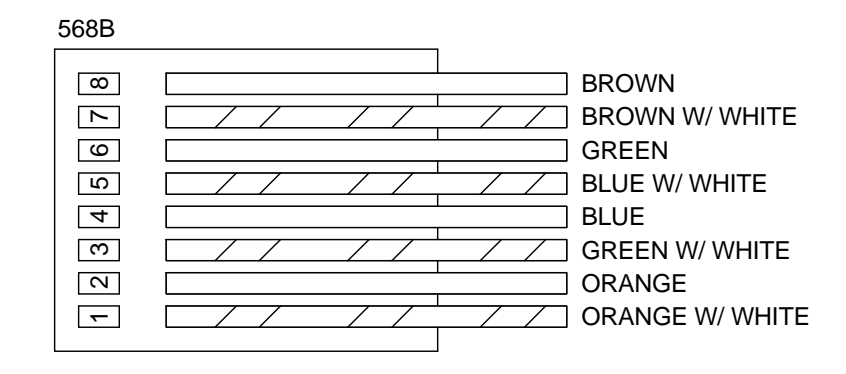 568B
8 BROWN
7 BROWN W/ WHITE
6 GREEN
5 BLUE W/ WHITE
4 BLUE
3 GREEN W/ WHITE
2 ORANGE
1 ORANGE W/ WHITE